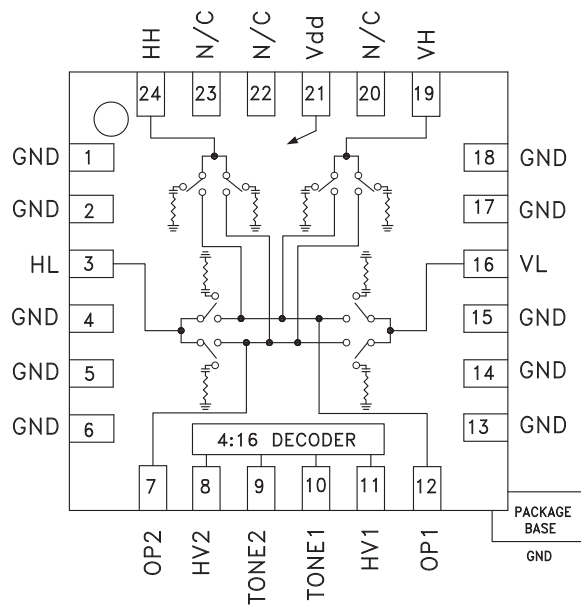 HH
N/C
N/C
Vdd
N/C
VH
24
23
22
21
20
19
GND 1
18 GND
GND 2
17 GND
HL 3
16 VL
GND 4
15 GND
GND 5
14 GND
GND 6
13 GND
4:16 DECODER
7
8
9
10
11
12
OP2
HV2
TONE2
TONE1
HV1
OP1
PACKAGE
BASE
GND